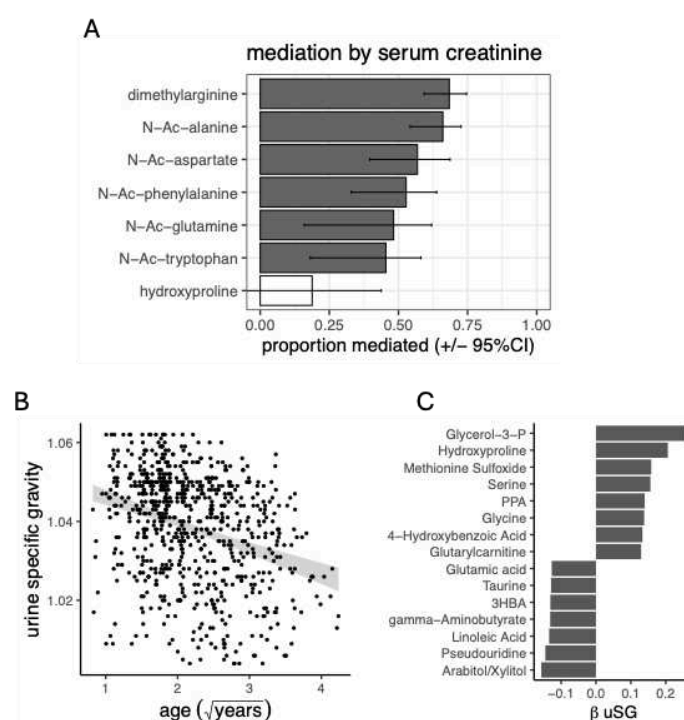 A
mediation by serum creatinine
dimethylarginine
N-Ac-alanine
N-Ac-aspartate
N-Ac-phenylalanine
N-Ac-glutamine
N-Ac-tryptophan
hydroxyproline
0.00 0.25 0.50 0.75 1.00
proportion mediated (+/- 95%CI)
B
urine specific gravity
1.06
1.04
1.02
1 2 3 4
age (√years)
C
Glycerol-3-P
Hydroxyproline
Methionine Sulfoxide
Serine
PPA
Glycine
4-Hydroxybenzoic Acid
Glutarylcarnitine
Glutamic acid
Taurine
3HBA
gamma-Aminobutyrate
Linoleic Acid
Pseudouridine
Arabitol/Xylitol
-0.1 0.0 0.1 0.2
β uSG